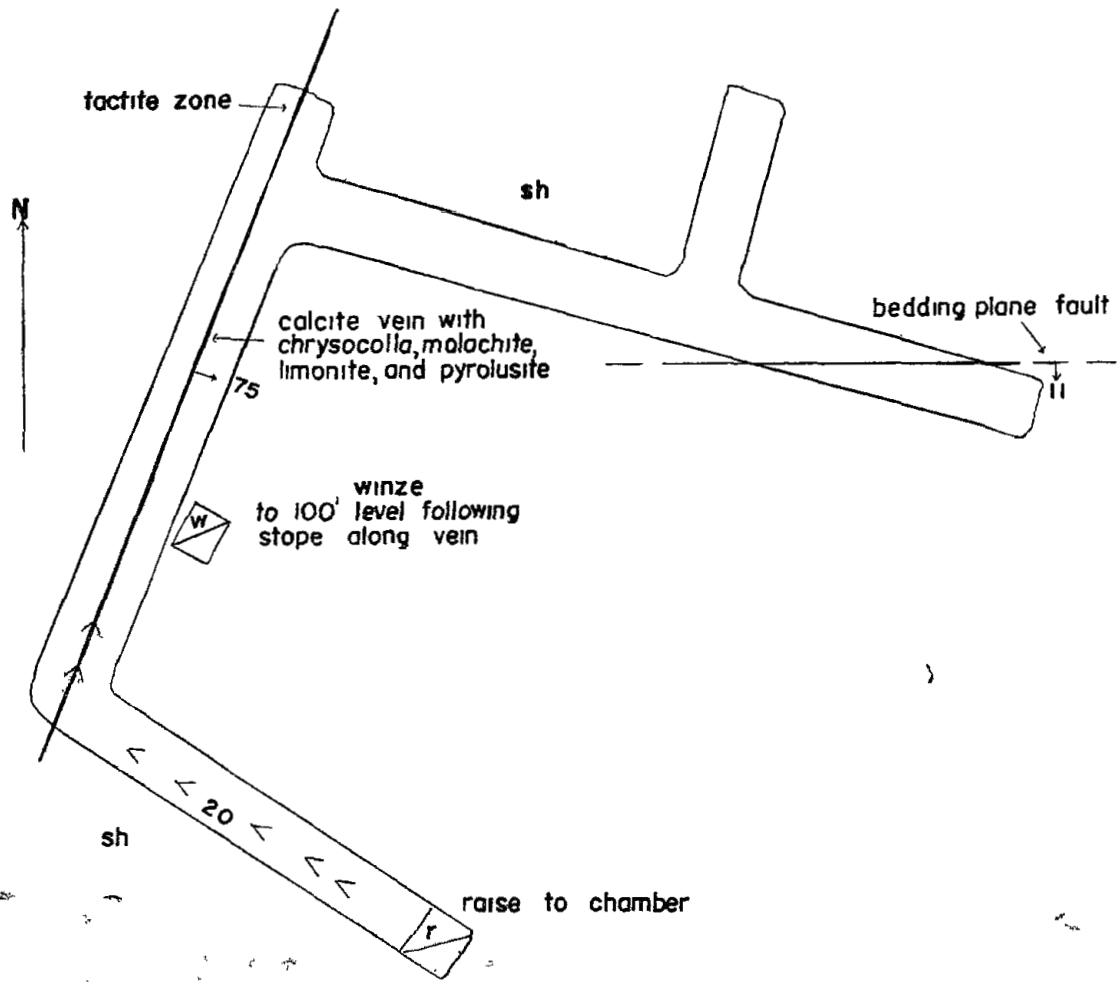 tactite zone
N
sh
bedding plane fault
calcite vein with
chrysocolla, malachite,
limonite, and pyrolusite
75
11
winze
to 100' level following
stope along vein
w
20
sh
raise to chamber
r